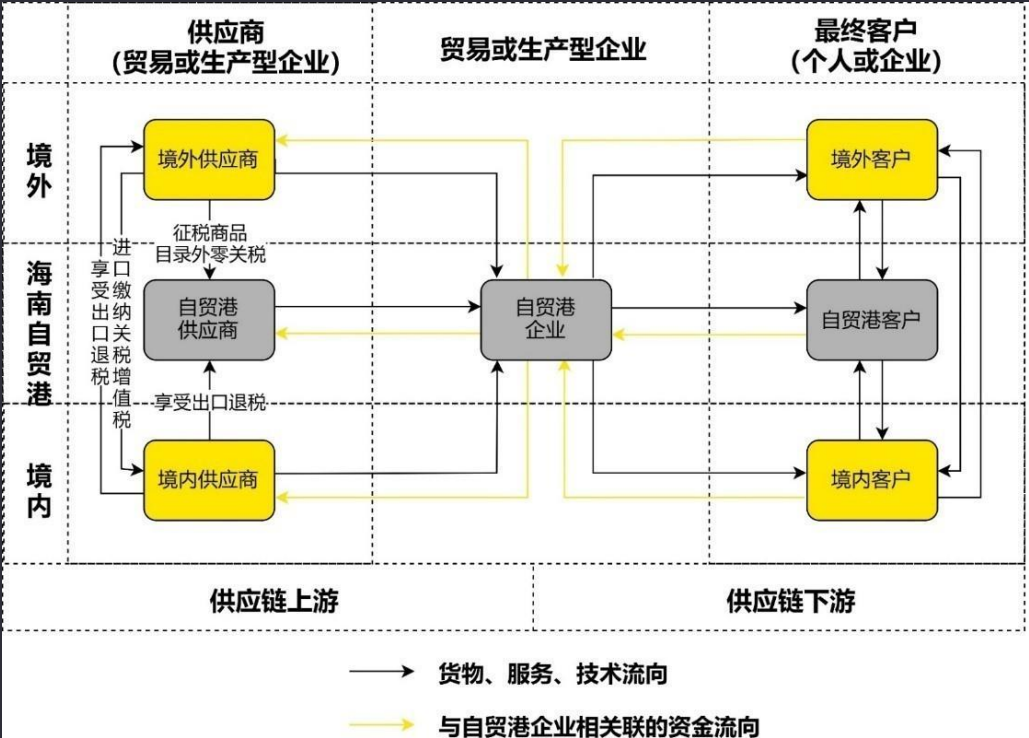 供应商
(贸易或生产型企业)
贸易或生产型企业
最终客户
(个人或企业)
境外
境外供应商
境外客户
征税商品
目录外零关税
进口缴纳关税增值税
享受出口退税
海南自贸港
自贸港
供应商
自贸港
企业
自贸港客户
享受出口退税
境内
境内供应商
境内客户
供应链上游
供应链下游
货物、服务、技术流向
与自贸港企业相关联的资金流向